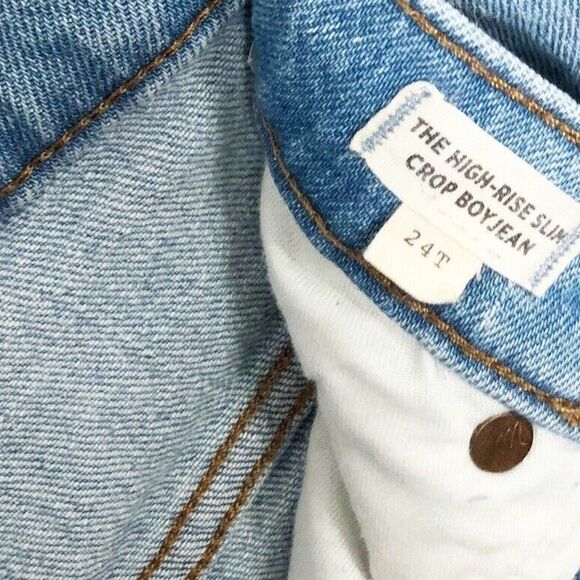 THE HIGH-RISE SLIM
CROP BOYJEAN
24T